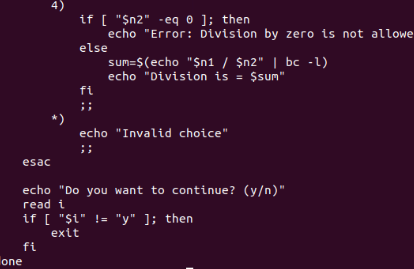 4)
if [ "$n2" -eq 0 ]; then
echo "Error: Division by zero is not allowe
else
sum=$(echo "$n1 / $n2" | bc -l)
echo "Division is = $sum"
fi
;;
*)
echo "Invalid choice"
;;
esac
echo "Do you want to continue? (y/n)"
read i
if [ "$i" != "y" ]; then
exit
fi
one